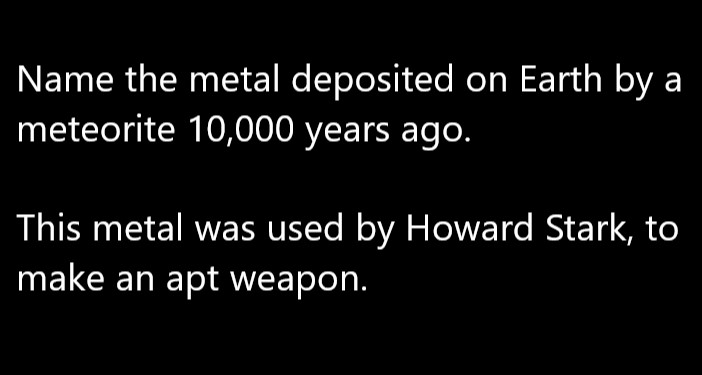 Name the metal deposited on Earth by a
meteorite 10,000 years ago.
This metal was used by Howard Stark, to
make an apt weapon.